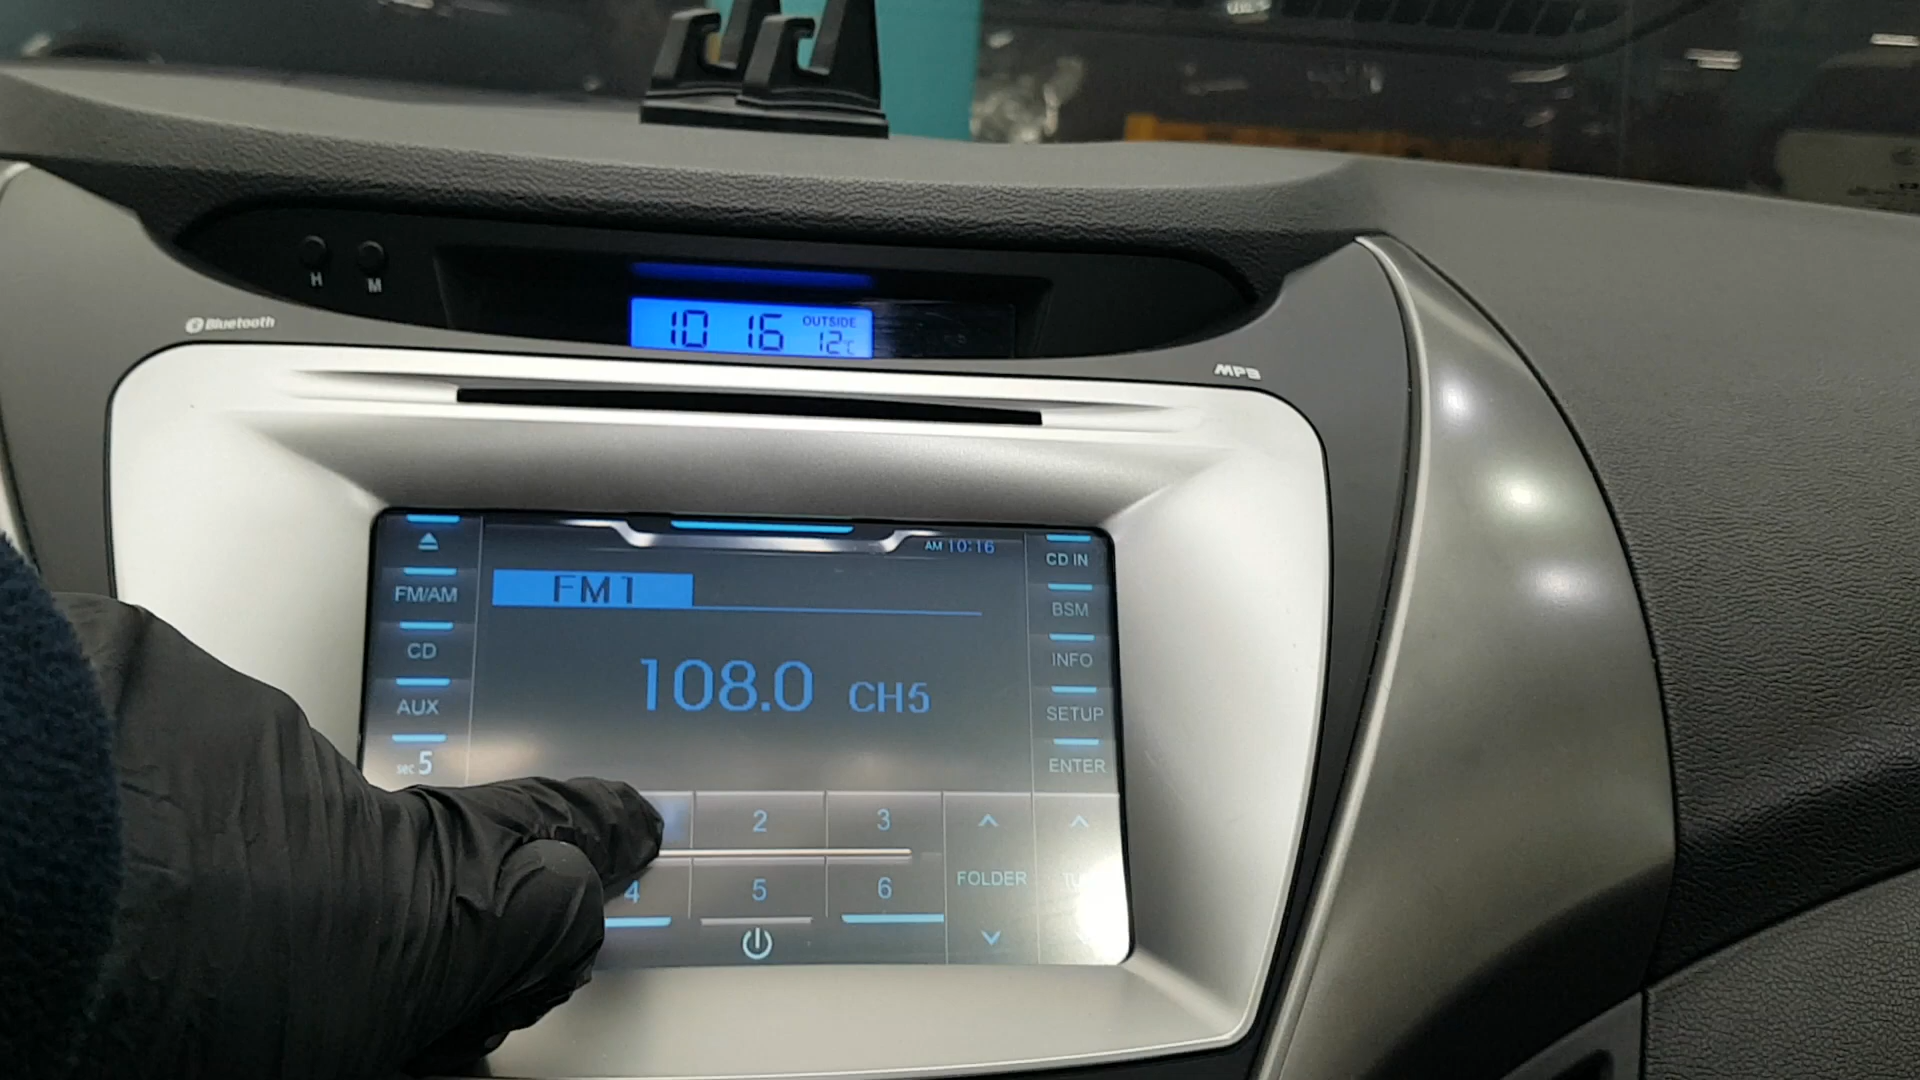 H M
Bluetooth
10 16 OUTSIDE
12°C
MP3
AM 10:16
CD IN
FM/AM
FM1
BSM
CD
INFO
108.0 CH5
AUX
SETUP
sec 5
ENTER
2 3
4 5 6
FOLDER